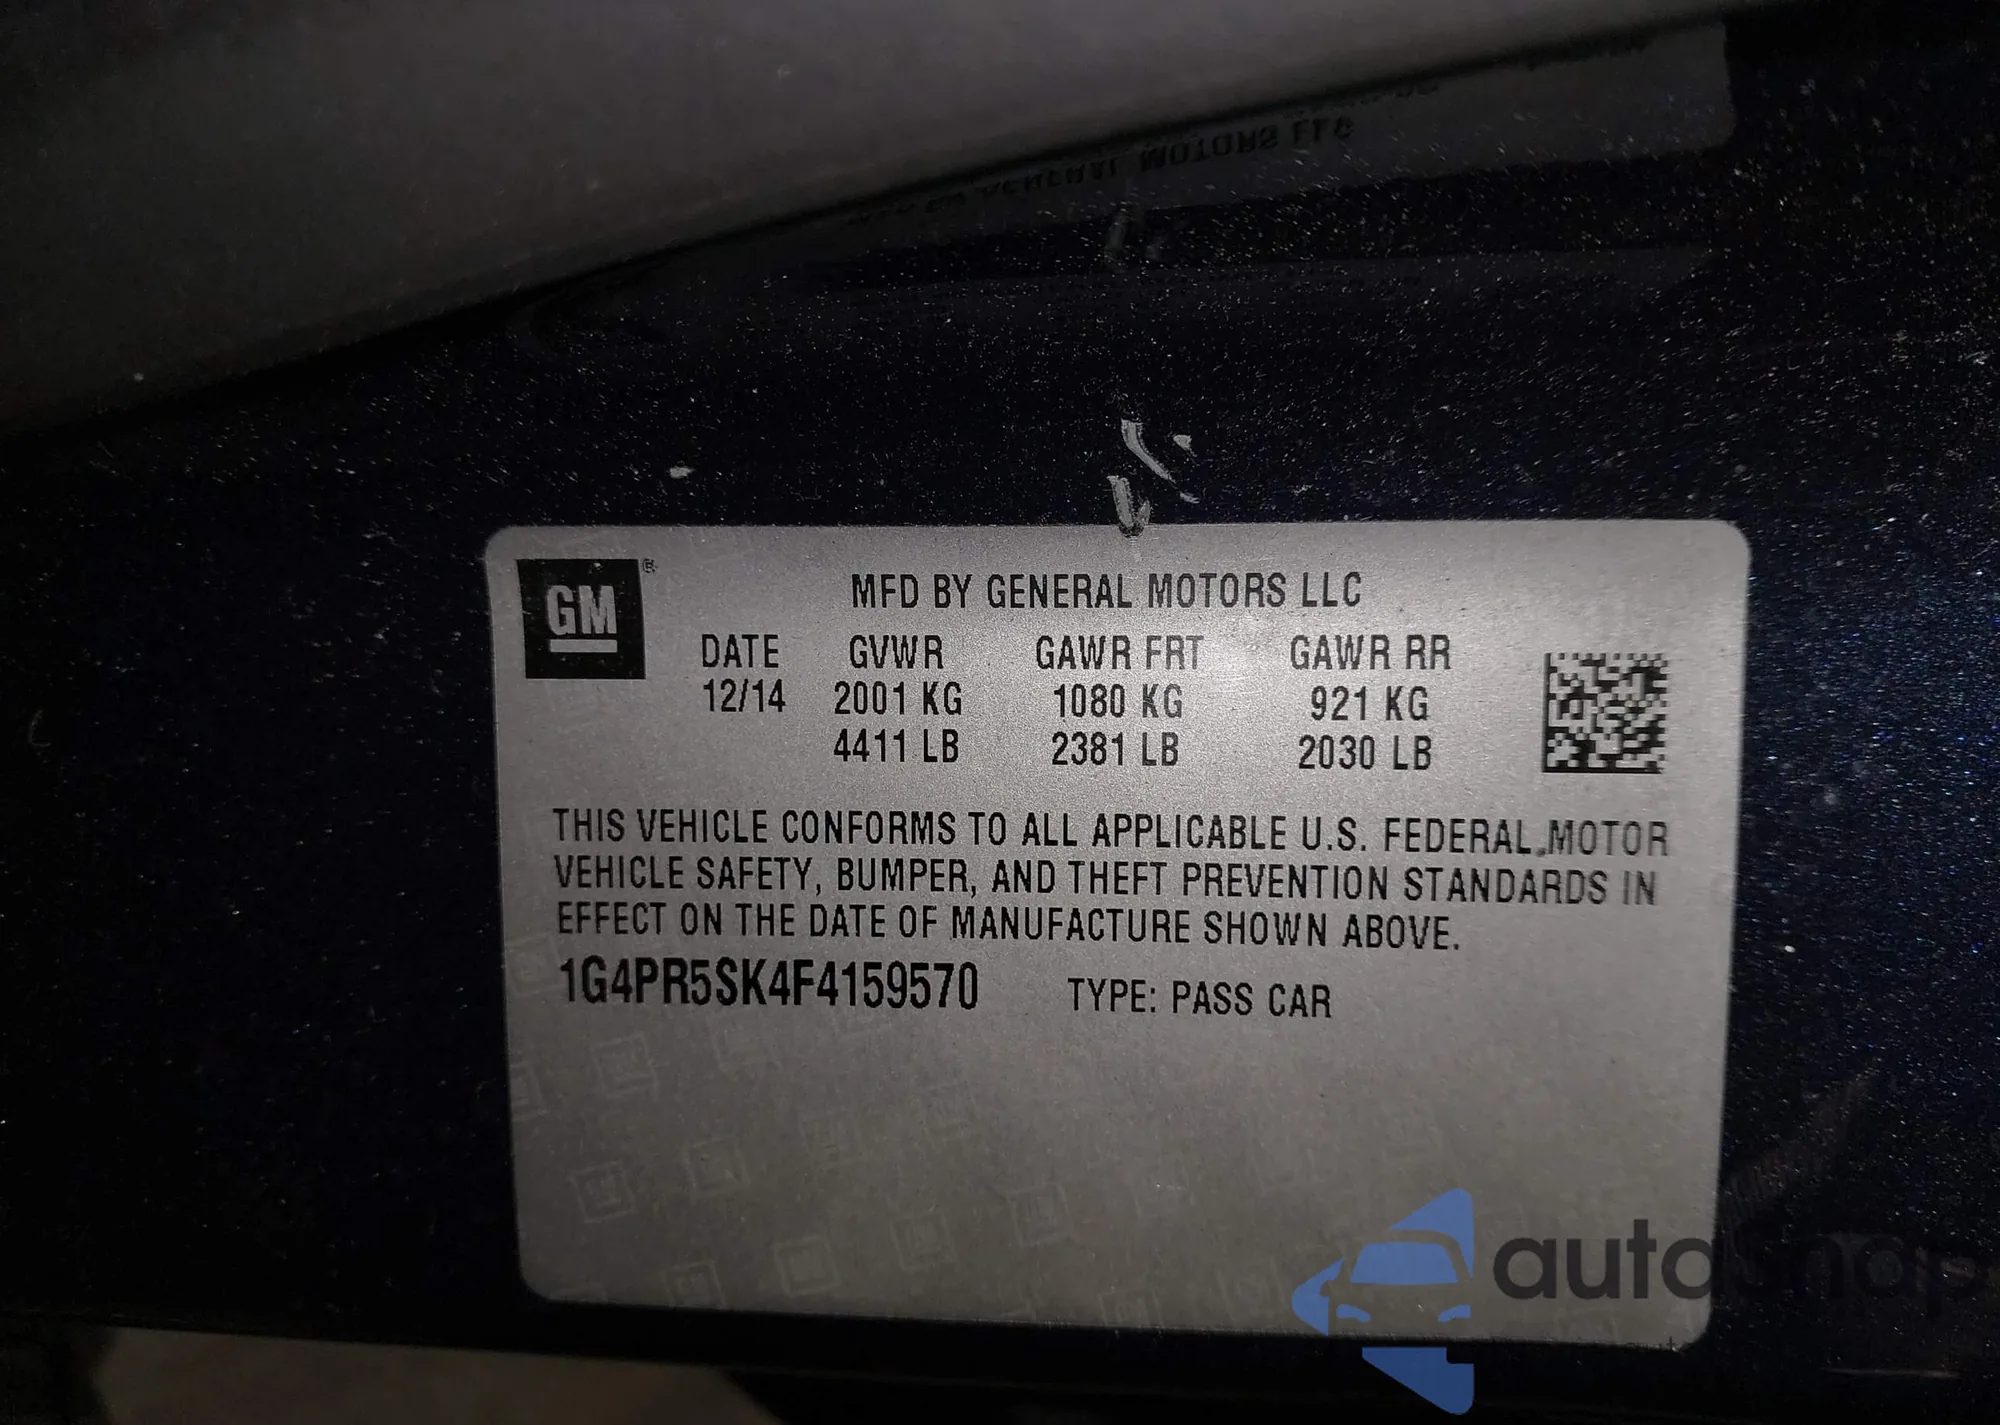 GM
MFD BY GENERAL MOTORS LLC
DATE GVWR GAWR FRT GAWR RR
12/14 2001 KG 1080 KG 921 KG
4411 LB 2381 LB 2030 LB
THIS VEHICLE CONFORMS TO ALL APPLICABLE U.S. FEDERAL MOTOR
VEHICLE SAFETY, BUMPER, AND THEFT PREVENTION STANDARDS IN
EFFECT ON THE DATE OF MANUFACTURE SHOWN ABOVE.
1G4PR5SK4F4159570 TYPE: PASS CAR
autosnap